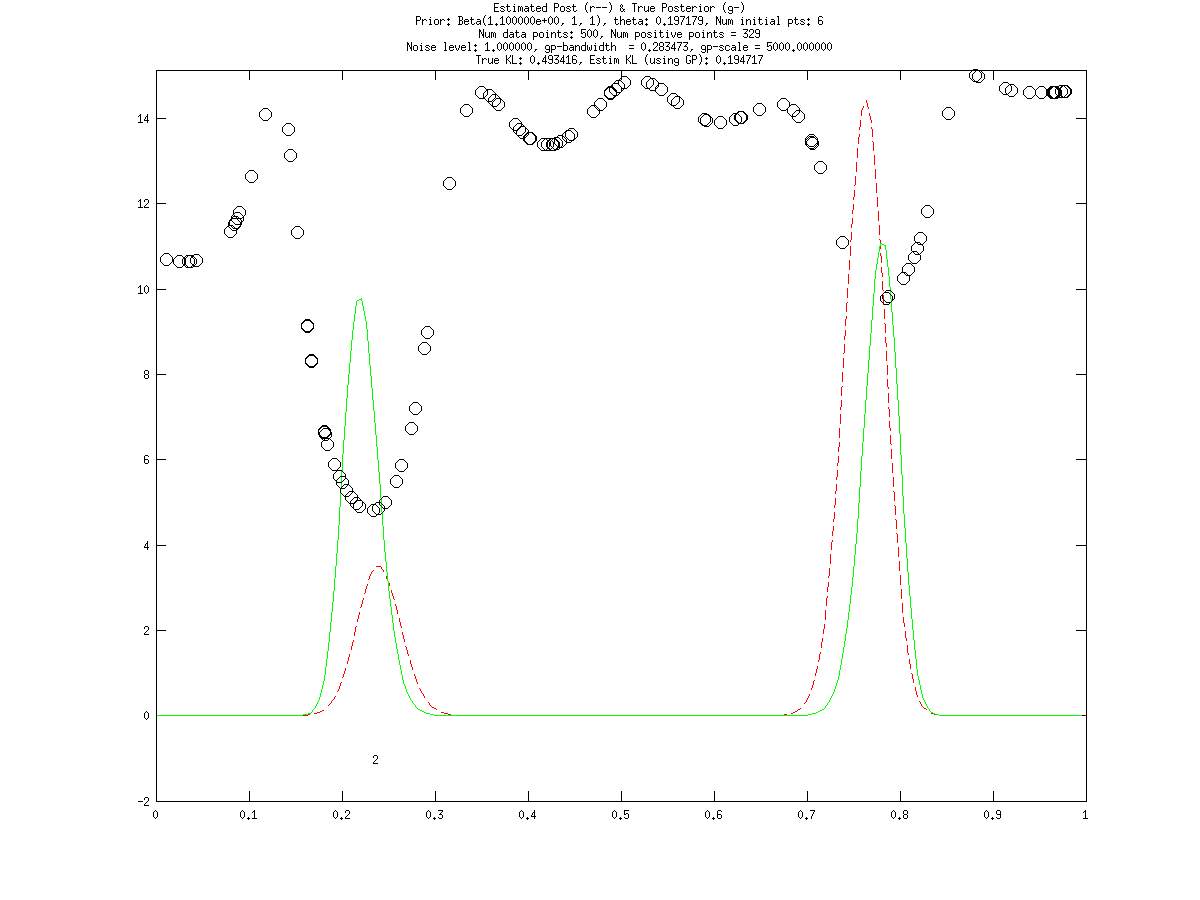 Estimated Post (r--) & True Posterior (g-)
Prior: Beta(1.100000e+00, 1, 1), theta: 0.197179, Num initial pts: 6
Num data points: 500, Num positive points = 329
Noise level: 1.000000, gp-bandwidth  = 0.283473, gp-scale = 5000.000000
True KL: 0.493416, Estim KL (using GP): 0.194717
14
12
10
8
6
4
2
0
2
-2
0 0.1 0.2 0.3 0.4 0.5 0.6 0.7 0.8 0.9 1